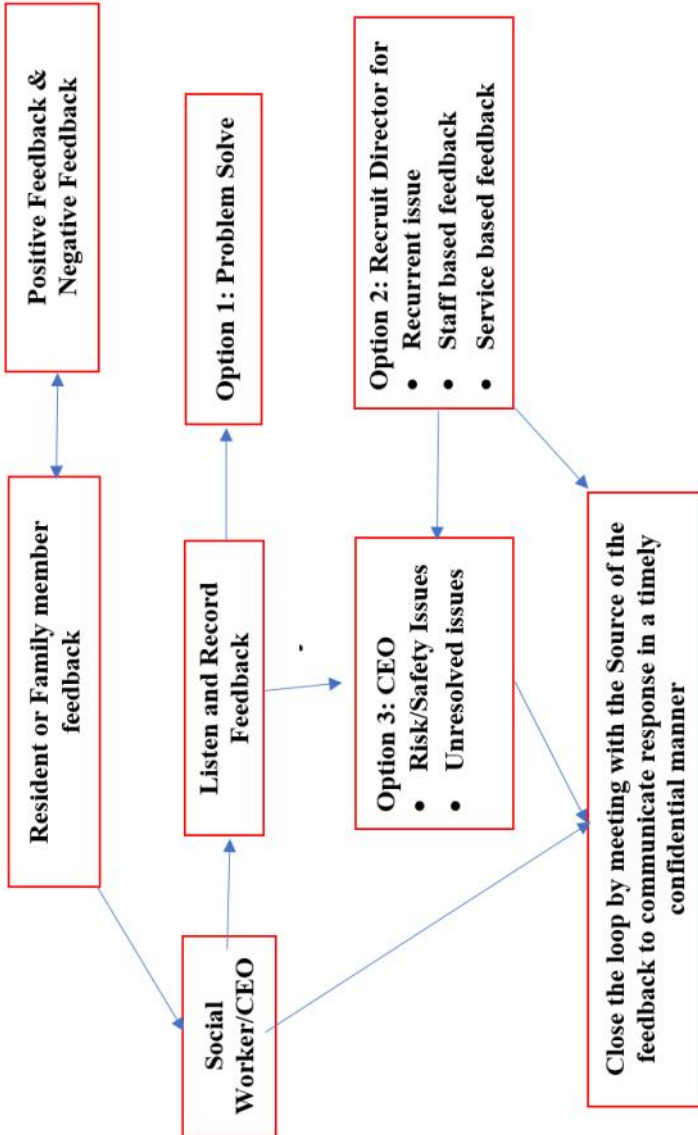 Resident or Family member
feedback
Positive Feedback &
Negative Feedback
Social
Worker/CEO
Listen and Record
Feedback
Option 1: Problem Solve
Option 3: CEO
• Risk/Safety Issues
• Unresolved issues
Option 2: Recruit Director for
• Recurrent issue
• Staff based feedback
• Service based feedback
Close the loop by meeting with the Source of the
feedback to communicate response in a timely
confidential manner